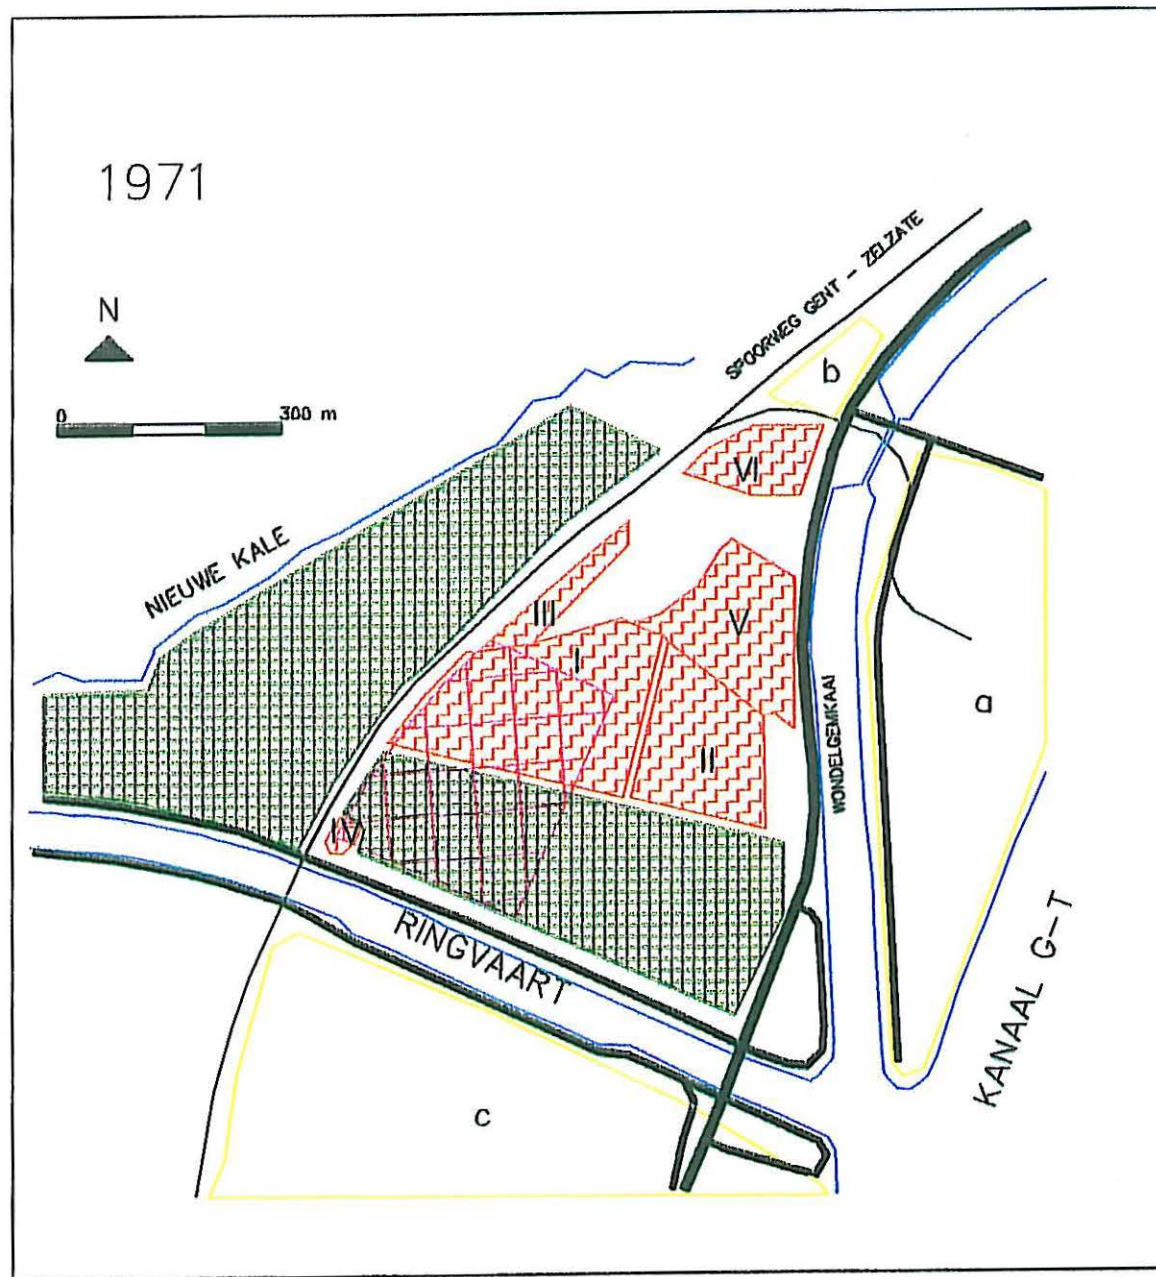 1971
SPOORWEG GENT - ZELZATE
N
b
0 300 m
VI
NIEUWE KALE
III
V
I
a
II
WONDELGEMKAAI
IV
RINGVAART
KANAAL G-T
c